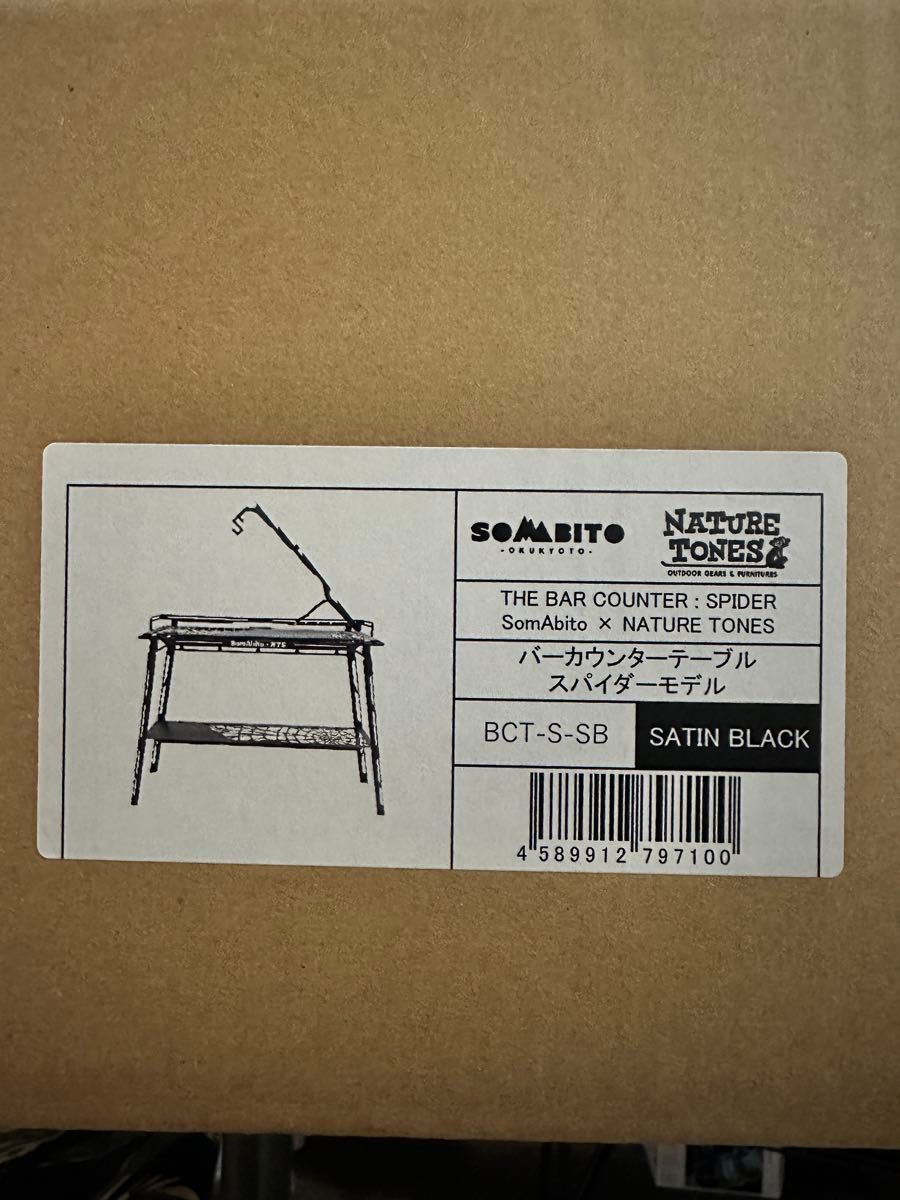 SOMABITO
-OKUKYOTO-
NATURE
TONES
OUTDOOR GEARS & FURNITURES
THE BAR COUNTER : SPIDER
SomAbito × NATURE TONES
バーカウンターテーブル
スパイダーモデル
BCT-S-SB
SATIN BLACK
4 589912 797100